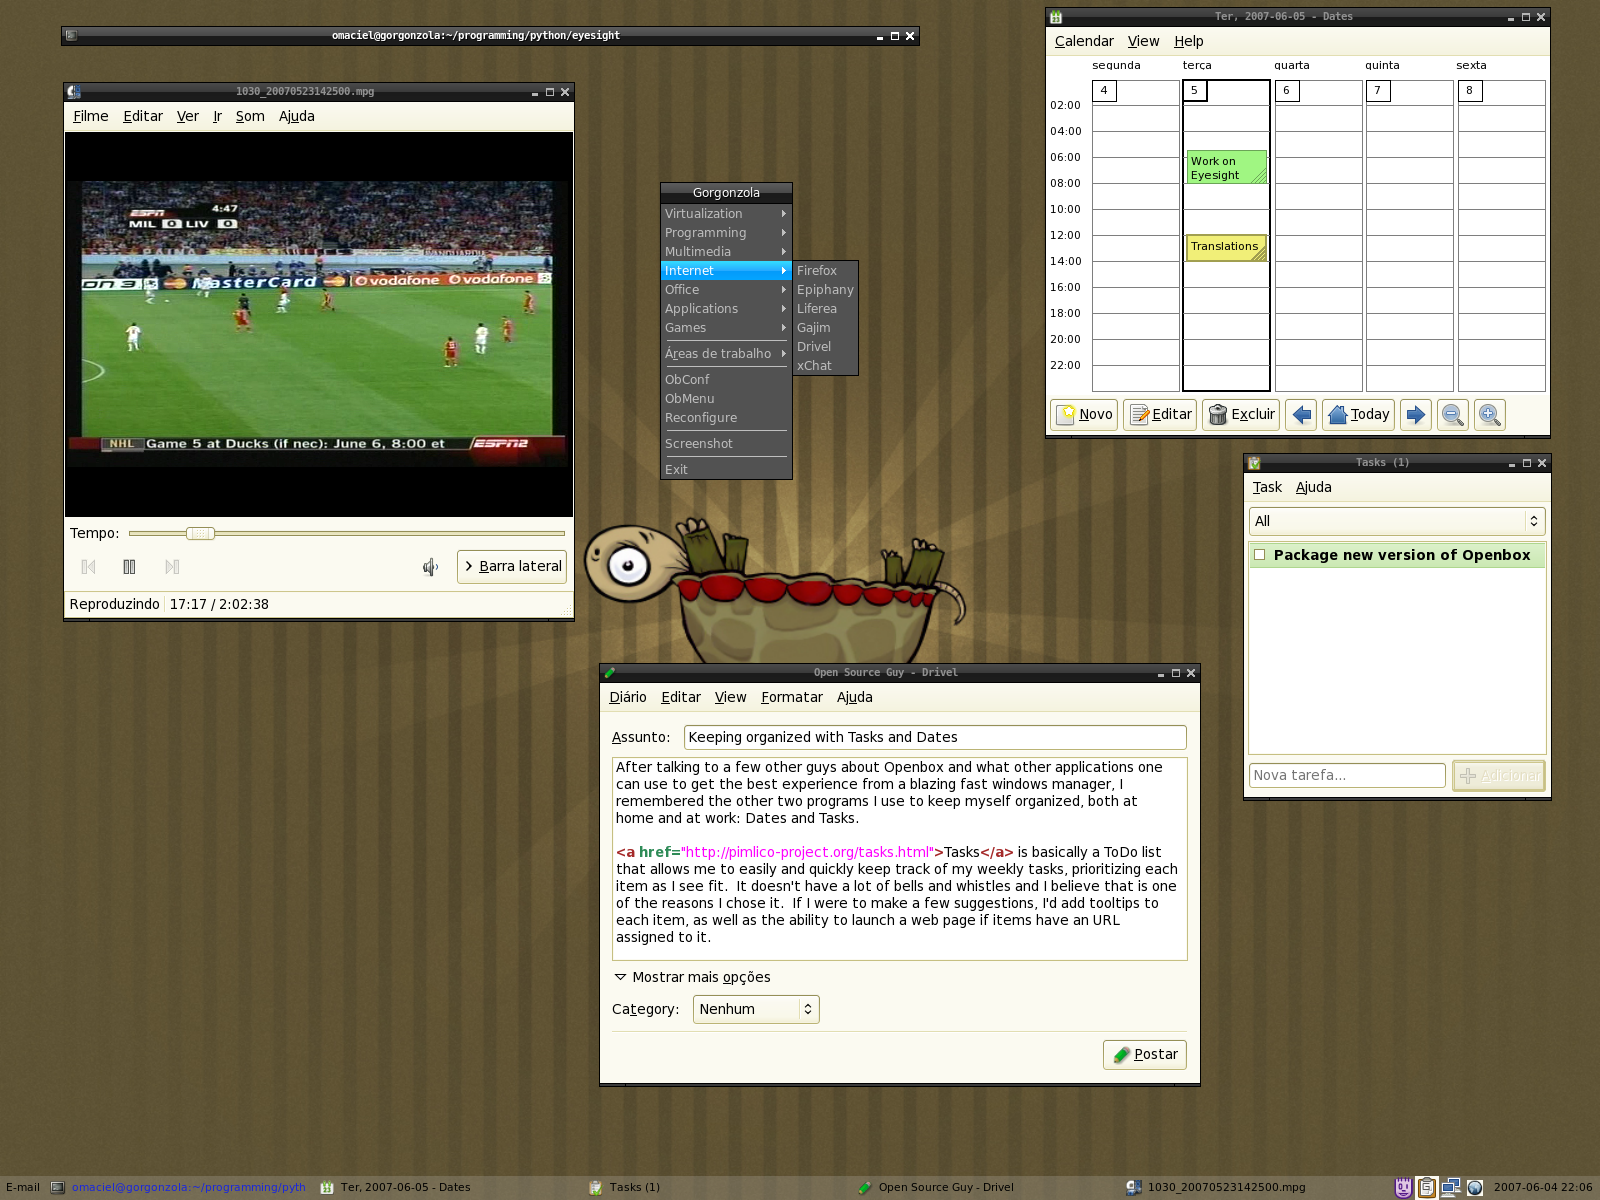 omaciel@gorgonzola:~/programming/python/eyesight
1030_20070523142500.mpg
Filme Editar Ver Ir Som Ajuda
ESPN 4:47
MIL 0 LIV 0
MasterCard vodafone vodafone
NHL Game 5 at Ducks (if nec): June 6, 8:00 et ESPN2
Tempo:
Barra lateral
Reproduzindo 17:17 / 2:02:38
Gorgonzola
Virtualization
Programming
Multimedia
Internet
Office
Applications
Games
Áreas de trabalho
ObConf
ObMenu
Reconfigure
Screenshot
Exit
Firefox
Epiphany
Liferea
Gajim
Drivel
xChat
Ter, 2007-06-05 - Dates
Calendar View Help
segunda terça quarta quinta sexta
4 5 6 7 8
02:00
04:00
06:00
08:00
10:00
12:00
14:00
16:00
18:00
20:00
22:00
Work on
Eyesight
Translations
Novo Editar Excluir Today
Tasks (1)
Task Ajuda
All
Package new version of Openbox
Nova tarefa... Adicionar
Open Source Guy - Drivel
Diário Editar View Formatar Ajuda
Assunto: Keeping organized with Tasks and Dates
After talking to a few other guys about Openbox and what other applications one
can use to get the best experience from a blazing fast windows manager, I
remembered the other two programs I use to keep myself organized, both at
home and at work: Dates and Tasks.
<a href="http://pimlico-project.org/tasks.html">Tasks</a> is basically a ToDo list
that allows me to easily and quickly keep track of my weekly tasks, prioritizing each
item as I see fit.  It doesn't have a lot of bells and whistles and I believe that is one
of the reasons I chose it.  If I were to make a few suggestions, I'd add tooltips to
each item, as well as the ability to launch a web page if items have an URL
assigned to it.
Mostrar mais opções
Category: Nenhum
Postar
E-mail omaciel@gorgonzola:~/programming/pyth Ter, 2007-06-05 - Dates Tasks (1) Open Source Guy - Drivel 1030_20070523142500.mpg 2007-06-04 22:06